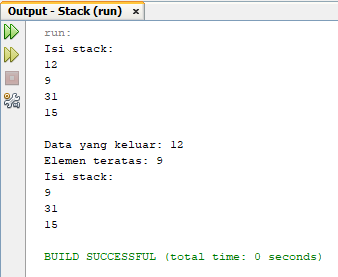 Output - Stack (run) ×
run:
Isi stack:
12
9
31
15
Data yang keluar: 12
Elemen teratas: 9
Isi stack:
9
31
15
BUILD SUCCESSFUL (total time: 0 seconds)